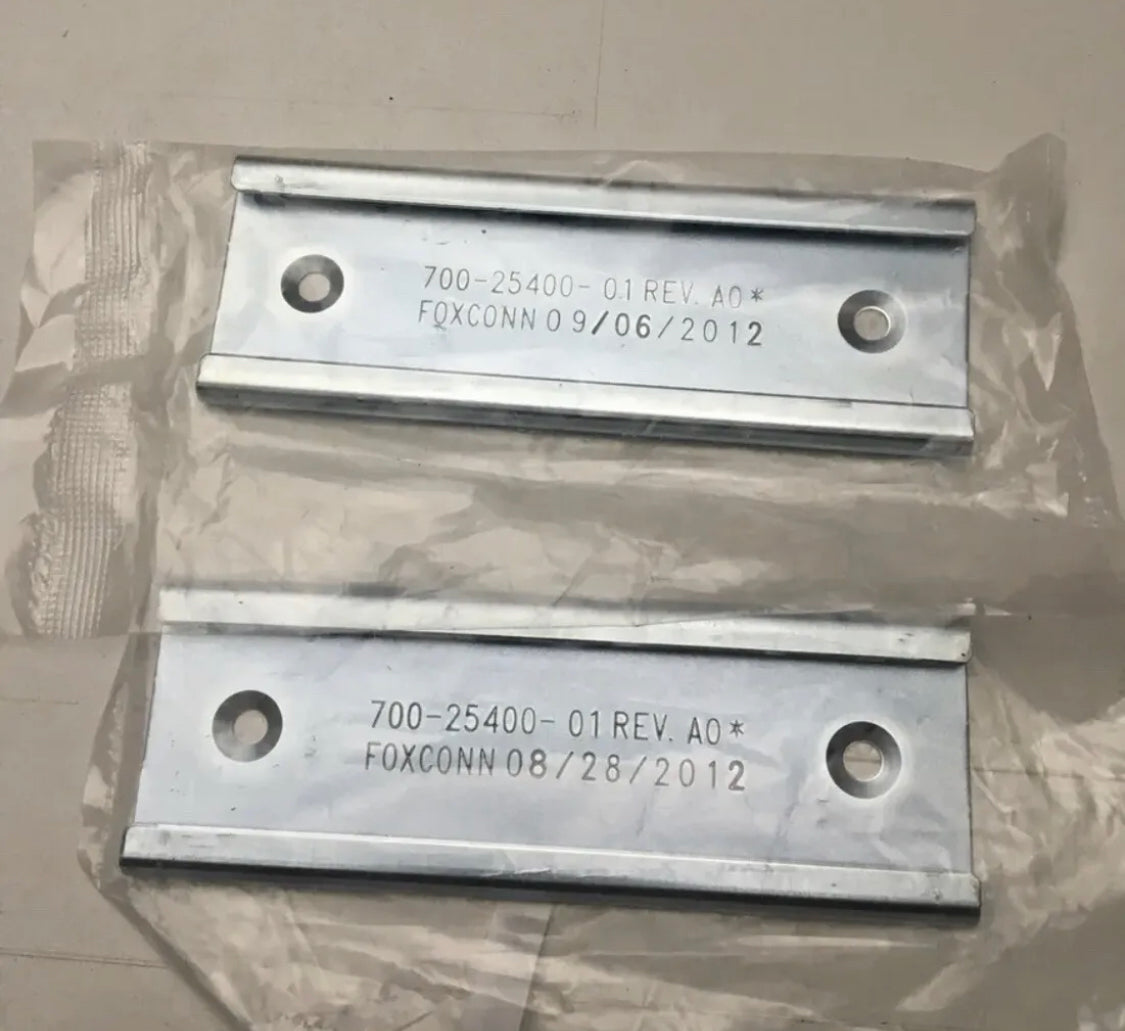 700-25400-01 REV. A0*
FOXCONN 09/06/2012
700-25400-01 REV. A0*
FOXCONN 08/28/2012